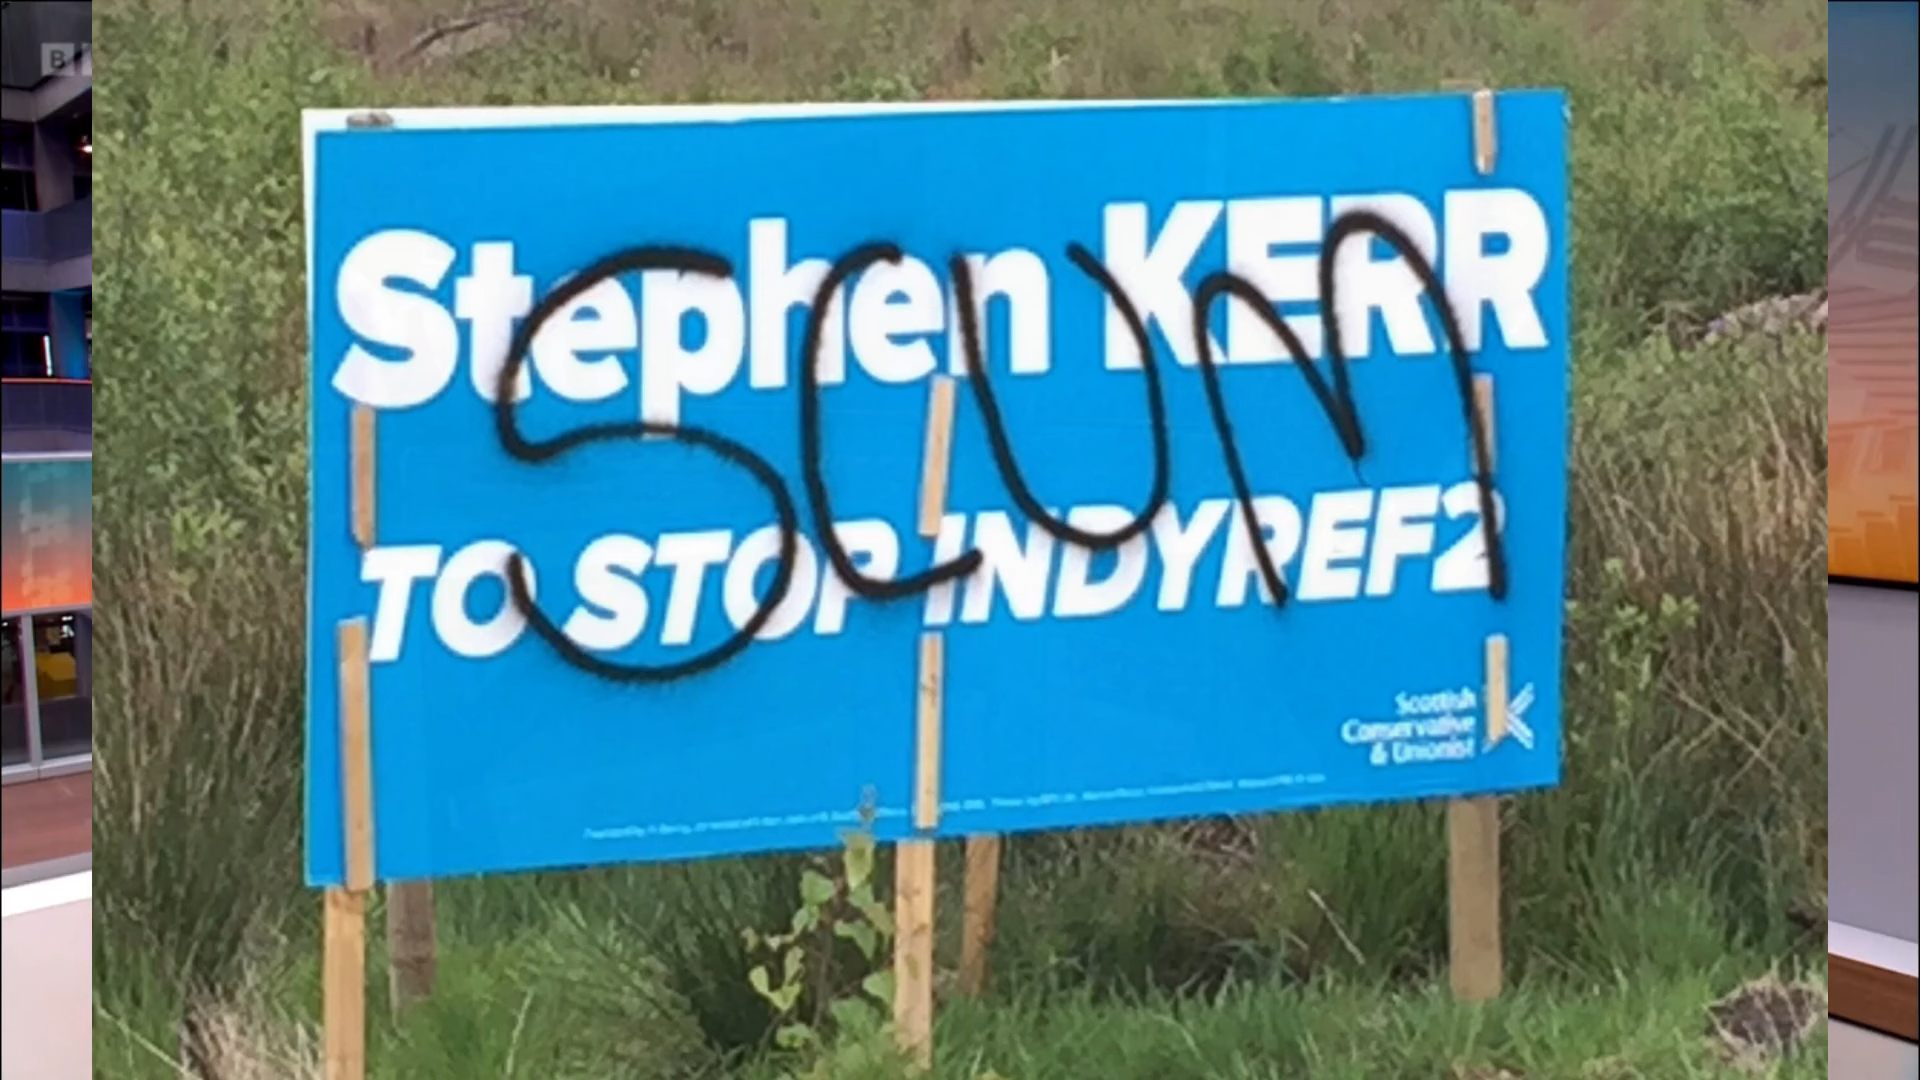 B
Stephen KERR
SCUM
TO STOP INDYREF2
Scottish
Conservative
& Unionist